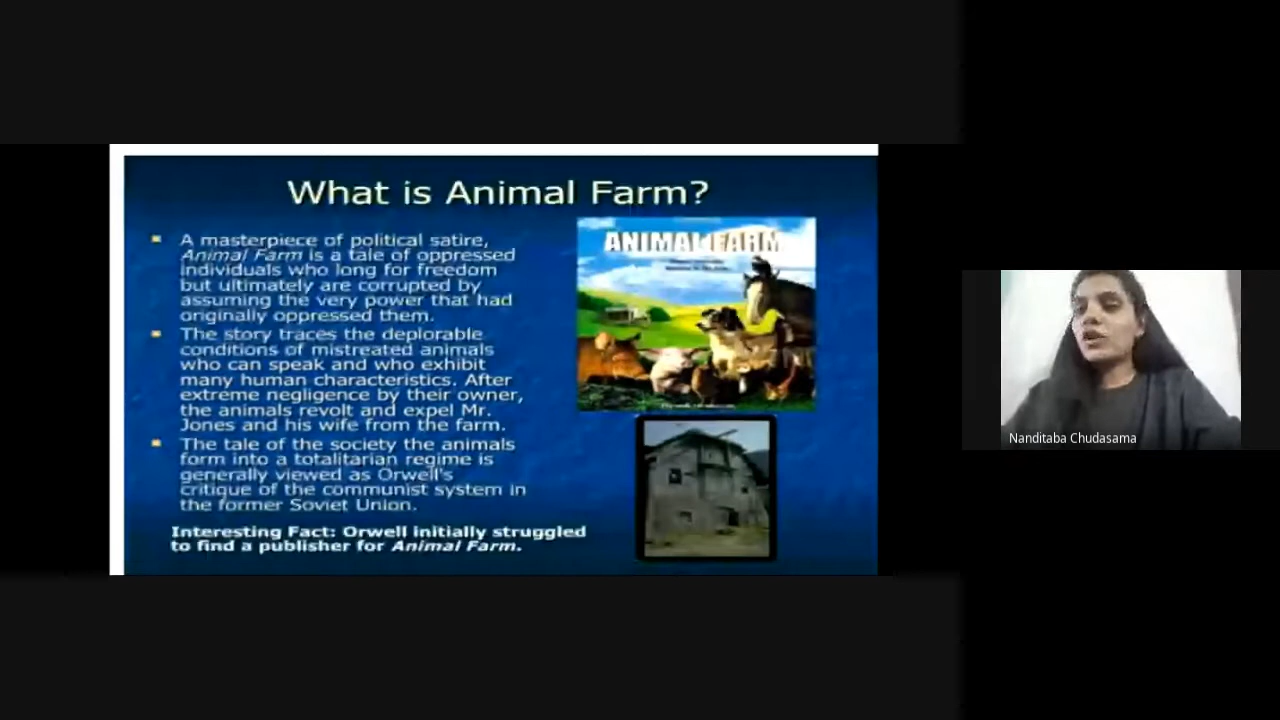 What is Animal Farm?
A masterpiece of political satire,
Animal Farm is a tale of oppressed
individuals who long for freedom
but ultimately are corrupted by
assuming the very power that had
originally oppressed them.
The story traces the deplorable
conditions of mistreated animals
who can speak and who exhibit
many human characteristics. After
extreme negligence by their owner,
the animals revolt and expel Mr.
Jones and his wife from the farm.
The tale of the society the animals
form into a totalitarian regime is
generally viewed as Orwell's
critique of the communist system in
the former Soviet Union.
Interesting Fact: Orwell initially struggled
to find a publisher for Animal Farm.
ANIMAL FARM
Nanditaba Chudasama